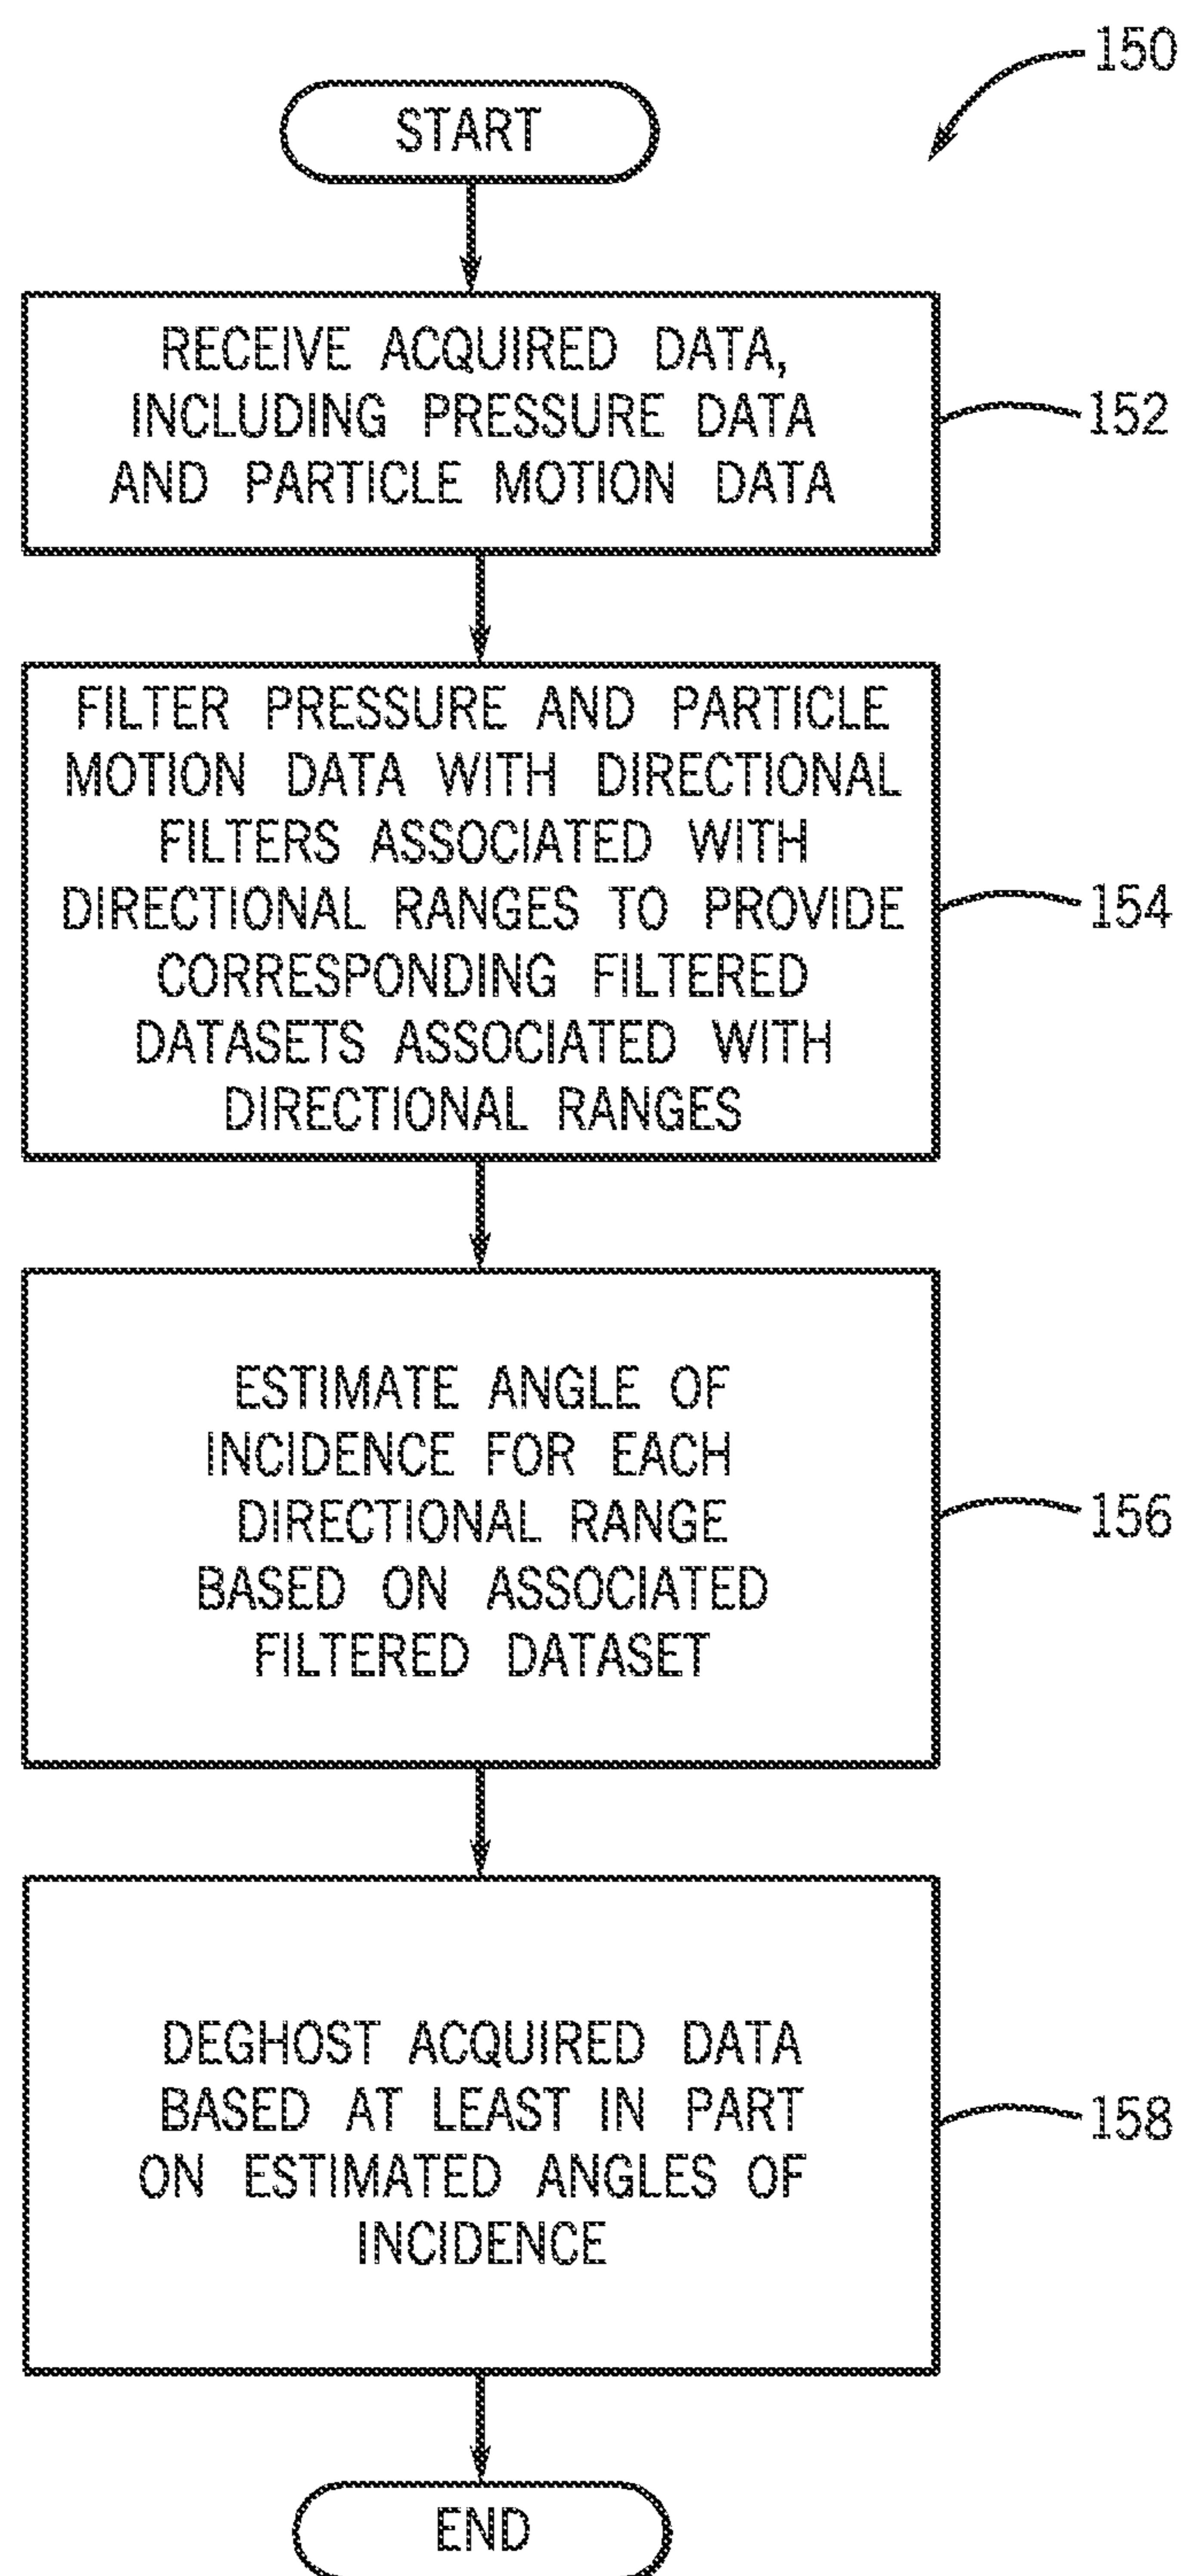 150
START
RECEIVE ACQUIRED DATA,
INCLUDING PRESSURE DATA
AND PARTICLE MOTION DATA
152
FILTER PRESSURE AND PARTICLE
MOTION DATA WITH DIRECTIONAL
FILTERS ASSOCIATED WITH
DIRECTIONAL RANGES TO PROVIDE
CORRESPONDING FILTERED
DATASETS ASSOCIATED WITH
DIRECTIONAL RANGES
154
ESTIMATE ANGLE OF
INCIDENCE FOR EACH
DIRECTIONAL RANGE
BASED ON ASSOCIATED
FILTERED DATASET
156
DEGHOST ACQUIRED DATA
BASED AT LEAST IN PART
ON ESTIMATED ANGLES OF
INCIDENCE
158
END